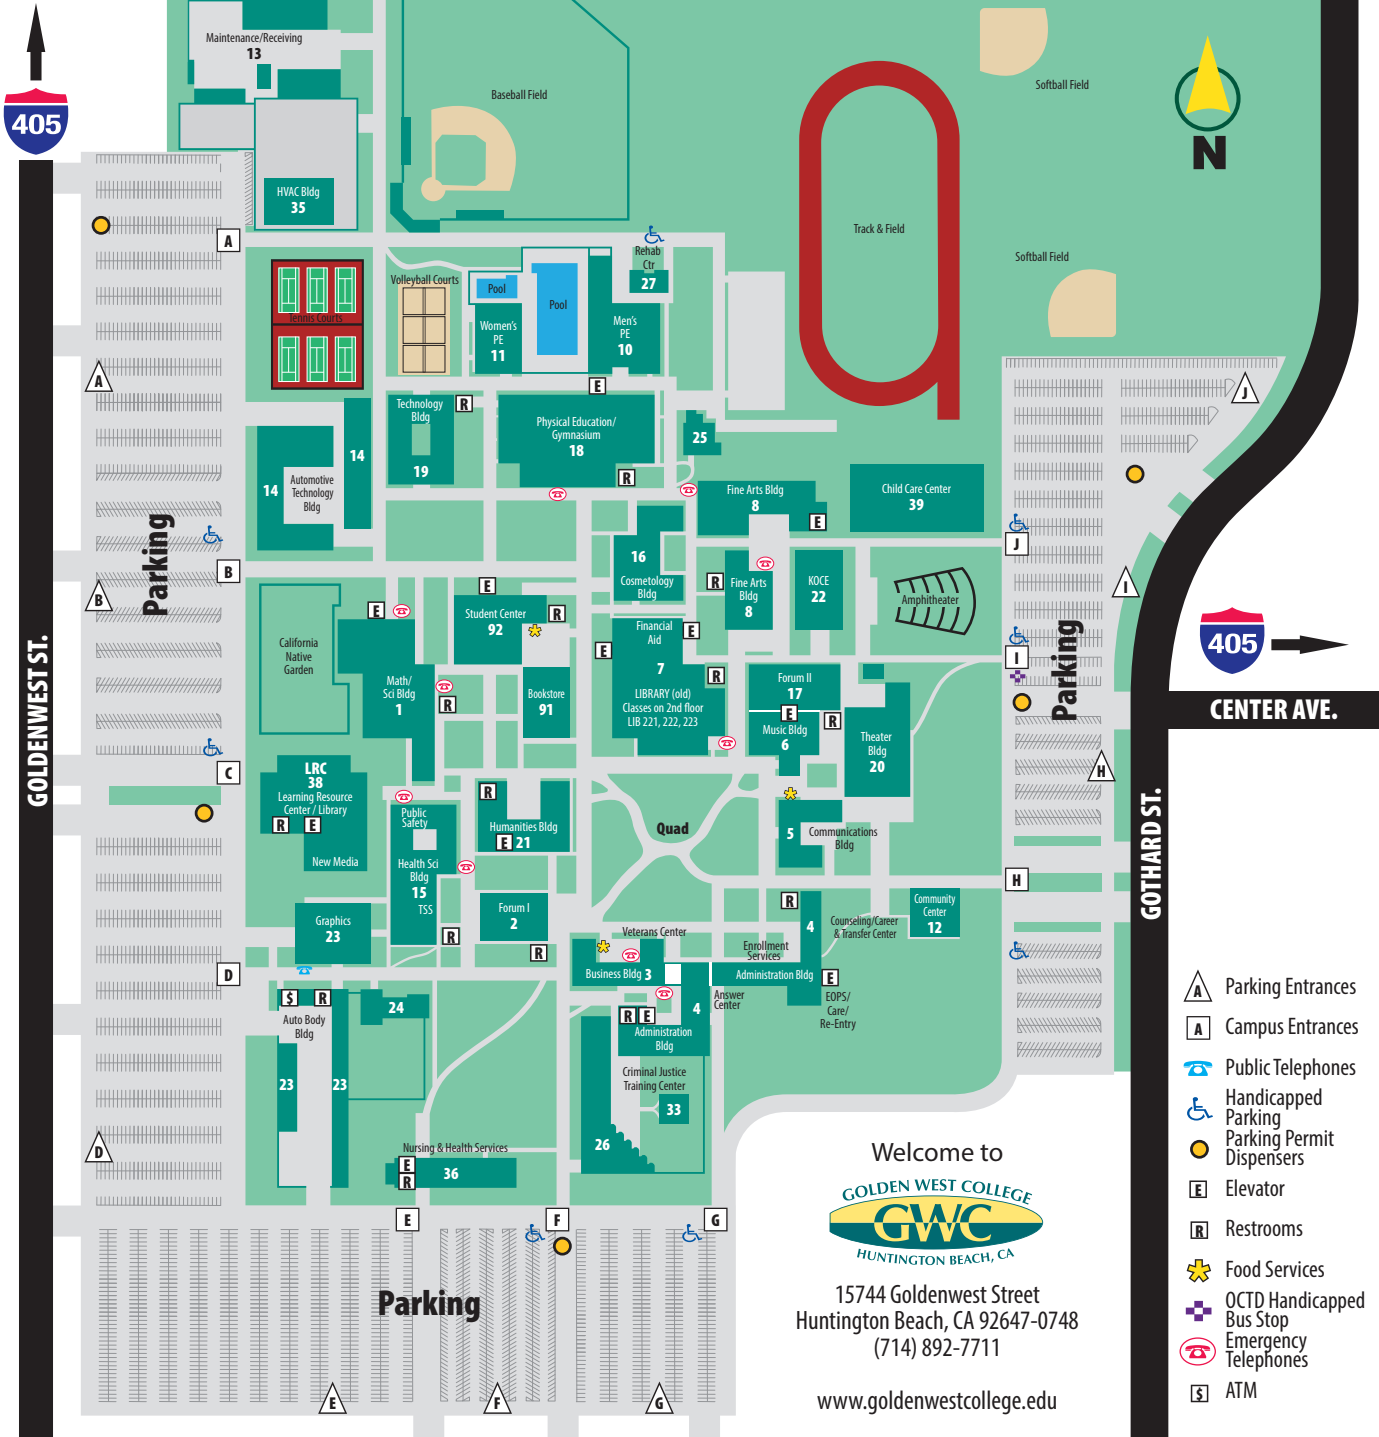 Maintenance/Receiving
13
405
Baseball Field
Softball Field
N
HVAC Bldg
35
A
Track & Field
Rehab
Ctr
27
Softball Field
Volleyball Courts
Pool
Pool
Tennis Courts
Women's
PE
11
Men's
PE
10
A
E
J
Technology
Bldg
19
R
Physical Education/
Gymnasium
18
R
25
14
14
Automotive
Technology
Bldg
Fine Arts Bldg
8
E
Child Care Center
39
J
Parking
B
B
16
Cosmetology
Bldg
R
Fine Arts
Bldg
8
KOCE
22
Amphitheater
I
E
E
Student Center
92
R
California
Native
Garden
Financial
Aid
7
LIBRARY (old)
Classes on 2nd floor
LIB 221, 222, 223
E
E
R
405
I
Parking
GOLDENWEST ST.
Math/
Sci Bldg
1
R
Bookstore
91
Forum II
17
E
R
Music Bldg
6
Theater
Bldg
20
CENTER AVE.
H
C
LRC
38
Learning Resource
Center / Library
R
E
New Media
Public
Safety
Health Sci
Bldg
15
TSS
R
R
Humanities Bldg
E
21
Quad
5
Communications
Bldg
GOTHARD ST.
H
Graphics
23
Forum I
2
R
R
4
Counseling/Career
& Transfer Center
Community
Center
12
Veterans Center
Enrollment
Services
D
Business Bldg 3
Administration Bldg
E
EOPS/
Care/
Re-Entry
$
R
Auto Body
Bldg
24
4
Answer
Center
R
E
Administration
Bldg
23
23
Criminal Justice
Training Center
33
26
D
Nursing & Health Services
E
R
36
E
F
G
Parking
E
F
G
Welcome to
GOLDEN WEST COLLEGE
GWC
HUNTINGTON BEACH, CA
15744 Goldenwest Street
Huntington Beach, CA 92647-0748
(714) 892-7711
www.goldenwestcollege.edu
A
Parking Entrances
A
Campus Entrances
Public Telephones
Handicapped
Parking
Parking Permit
Dispensers
E
Elevator
R
Restrooms
Food Services
OCTD Handicapped
Bus Stop
Emergency
Telephones
$
ATM